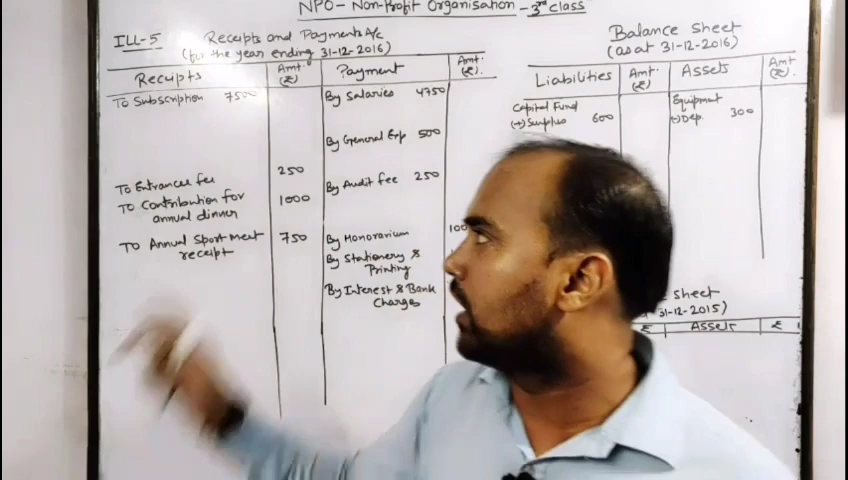 NPO - Non-Profit Organisation - 3rd Class
ILL-5 Receipts and Payments A/c
(for the year ending 31-12-2016)
Receipts Amt. (₹) Payment Amt. (₹).
To Subscription 7500 By Salaries 4750
By General Exp 500
250
To Entrance fee By Audit fee 250
To Contribution for 1000
annual dinner
To Annual Sport meet 750 By Honorarium 100
receipt By Stationery &
Printing
By Interest & Bank
Charges
Balance Sheet
(as at 31-12-2016)
Liabilities Amt. (₹) Assets Amt (₹)
Capital Fund Equipment
(+) Surplus 600 (-) Dep. 300
Sheet
31-12-2015)
₹ Assets ₹